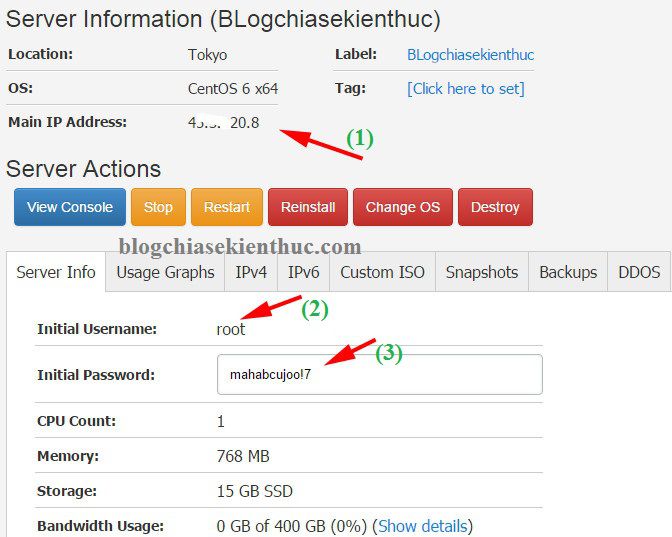 Server Information (BLogchiasekienthuc)
Location: Tokyo Label: BLogchiasekienthuc
OS: CentOS 6 x64 Tag: [Click here to set]
Main IP Address: 20.8
(1)
Server Actions
View Console Stop Restart Reinstall Change OS Destroy
blogchiasekienthuc.com
Server Info Usage Graphs IPv4 IPv6 Custom ISO Snapshots Backups DDOS
(2)
Initial Username: root
(3)
Initial Password: mahabcujoo!7
CPU Count: 1
Memory: 768 MB
Storage: 15 GB SSD
Bandwidth Usage: 0 GB of 400 GB (0%) (Show details)